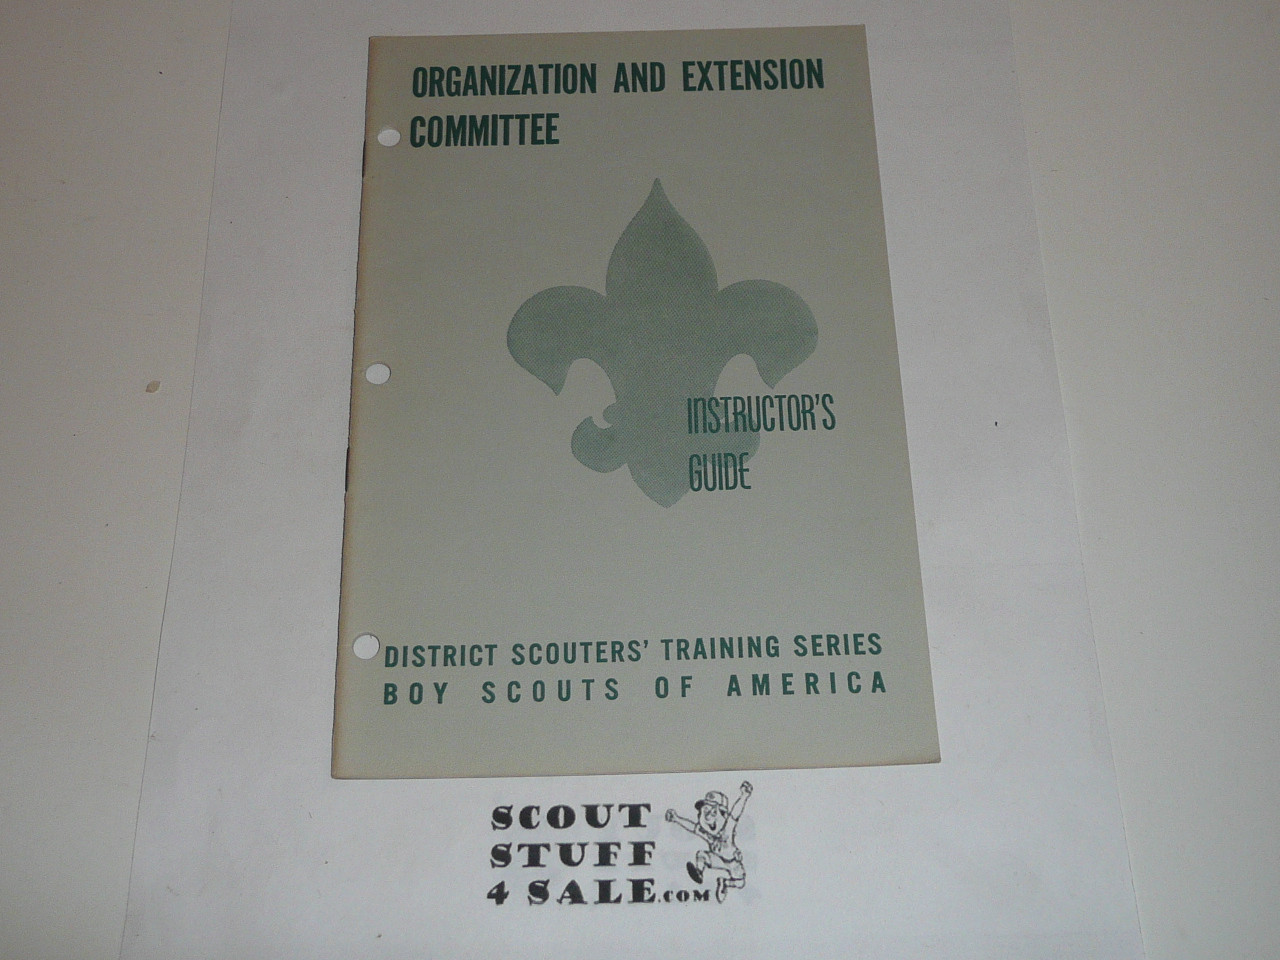 ORGANIZATION AND EXTENSION
COMMITTEE
INSTRUCTOR'S
GUIDE
DISTRICT SCOUTERS' TRAINING SERIES
BOY SCOUTS OF AMERICA
SCOUT
STUFF
4 SALE.COM